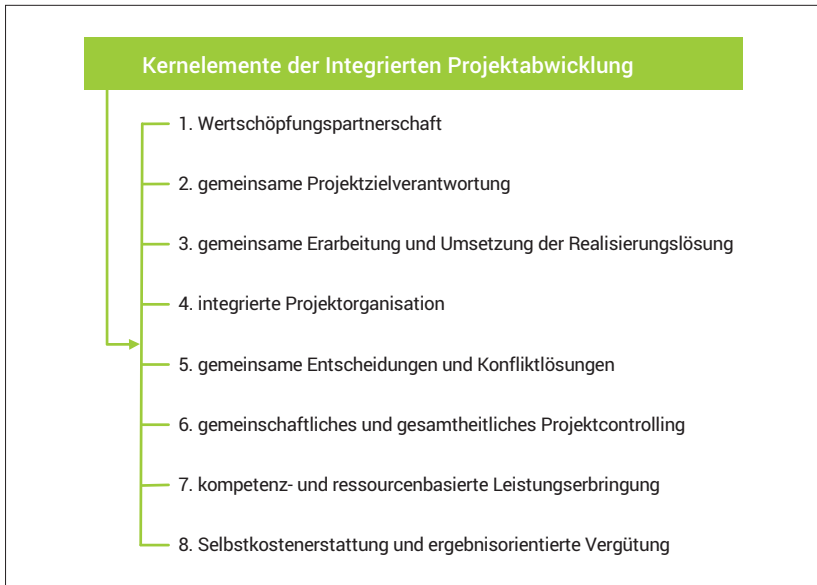 Kernelemente der Integrierten Projektabwicklung
1. Wertschöpfungspartnerschaft
2. gemeinsame Projektzielverantwortung
3. gemeinsame Erarbeitung und Umsetzung der Realisierungslösung
4. integrierte Projektorganisation
5. gemeinsame Entscheidungen und Konfliktlösungen
6. gemeinschaftliches und gesamtheitliches Projektcontrolling
7. kompetenz- und ressourcenbasierte Leistungserbringung
8. Selbstkostenerstattung und ergebnisorientierte Vergütung